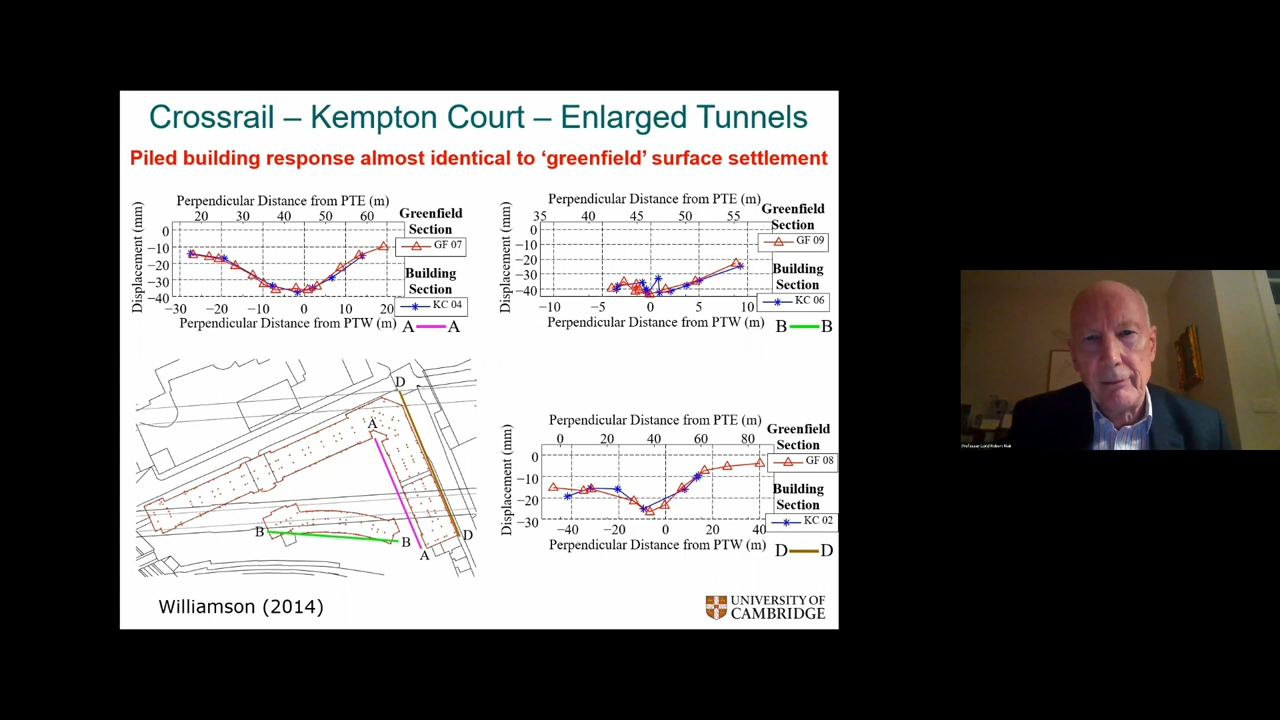 Crossrail – Kempton Court – Enlarged Tunnels
Piled building response almost identical to ‘greenfield’ surface settlement
Perpendicular Distance from PTE (m)
20 30 40 50 60
Displacement (mm)
0
−10
−20
−30
−40
−30 −20 −10 0 10 20
Perpendicular Distance from PTW (m)
Greenfield
Section
GF 07
Building
Section
KC 04
A A
Perpendicular Distance from PTE (m)
35 40 45 50 55
Displacement (mm)
0
−10
−20
−30
−40
−10 −5 0 5 10
Perpendicular Distance from PTW (m)
Greenfield
Section
GF 09
Building
Section
KC 06
B B
D
A
B
B
A
D
Perpendicular Distance from PTE (m)
0 20 40 60 80
Displacement (mm)
0
−10
−20
−30
−40 −20 0 20 40
Perpendicular Distance from PTW (m)
Greenfield
Section
GF 08
Building
Section
KC 02
D D
Williamson (2014)
UNIVERSITY OF
CAMBRIDGE
Professor Lord Robert Mair